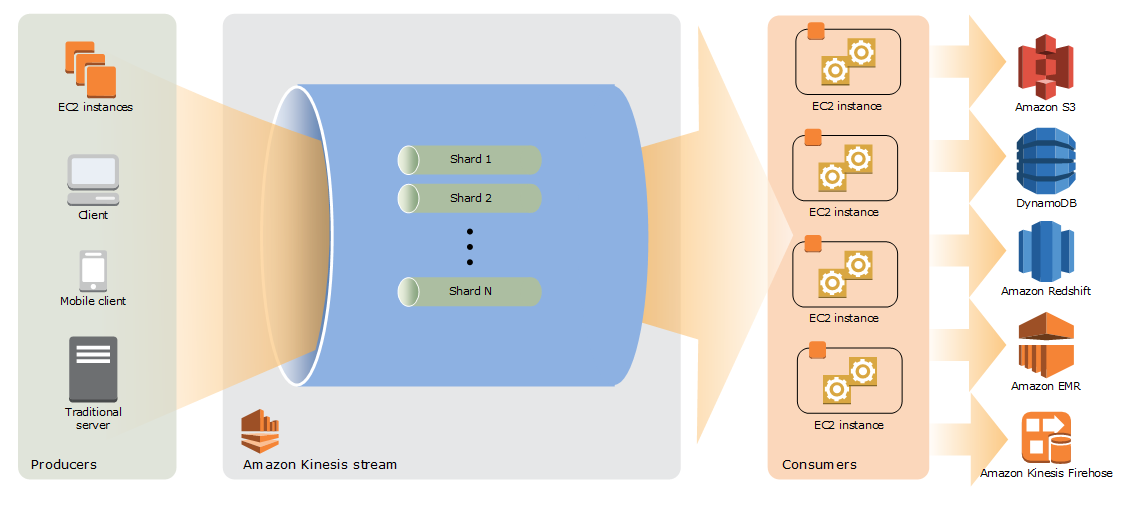 EC2 instances
Client
Mobile client
Traditional
server
Producers
Shard 1
Shard 2
Shard N
Amazon Kinesis stream
EC2 instance
EC2 instance
EC2 instance
EC2 instance
Consumers
Amazon S3
DynamoDB
Amazon Redshift
Amazon EMR
Amazon Kinesis Firehose